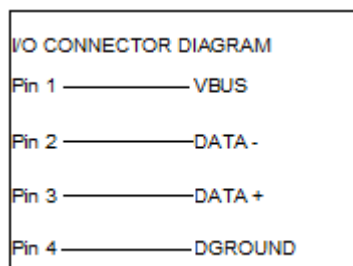 I/O CONNECTOR DIAGRAM
Pin 1 VBUS
Pin 2 DATA -
Pin 3 DATA +
Pin 4 DGROUND